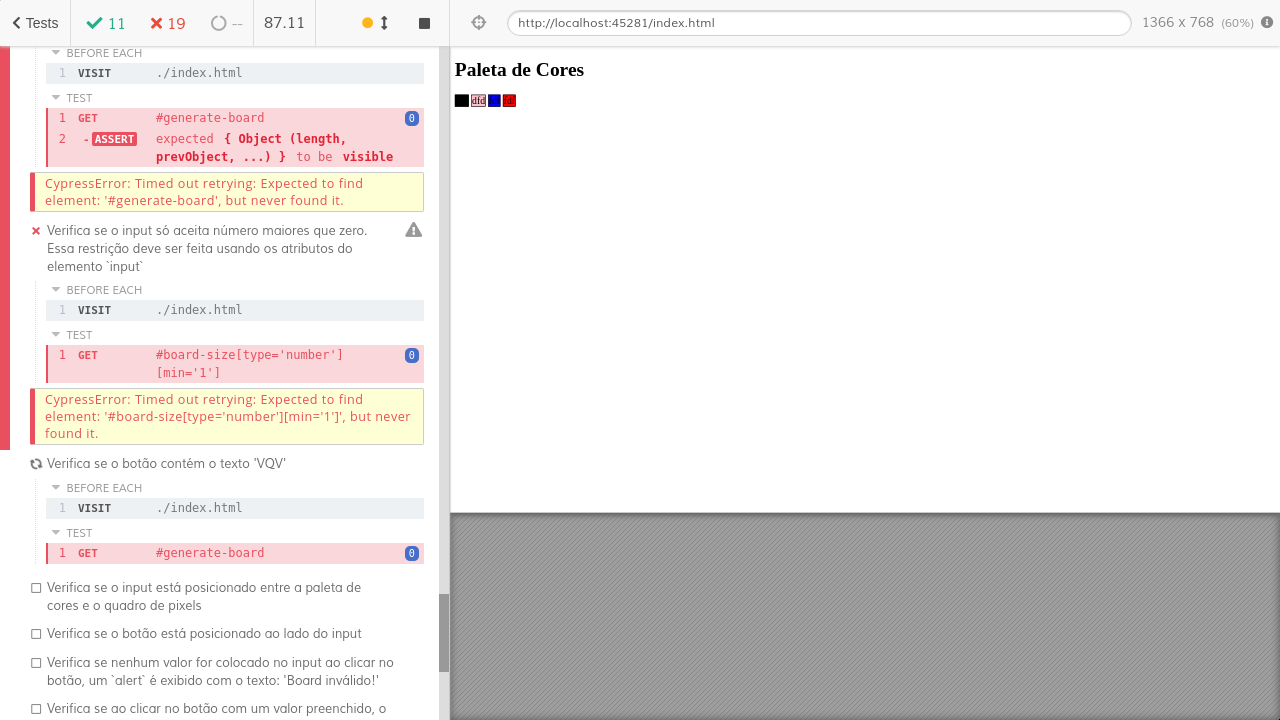 Tests 11 19 -- 87.11 http://localhost:45281/index.html 1366 x 768 (60%)
BEFORE EACH
1 VISIT ./index.html
TEST
1 GET #generate-board 0
2 -ASSERT expected { Object (length,
prevObject, ...) } to be visible
CypressError: Timed out retrying: Expected to find
element: '#generate-board', but never found it.
Verifica se o input só aceita número maiores que zero.
Essa restrição deve ser feita usando os atributos do
elemento `input`
BEFORE EACH
1 VISIT ./index.html
TEST
1 GET #board-size[type='number'] 0
[min='1']
CypressError: Timed out retrying: Expected to find
element: '#board-size[type='number'][min='1']', but never
found it.
Verifica se o botão contém o texto 'VQV'
BEFORE EACH
1 VISIT ./index.html
TEST
1 GET #generate-board 0
Verifica se o input está posicionado entre a paleta de
cores e o quadro de pixels
Verifica se o botão está posicionado ao lado do input
Verifica se nenhum valor for colocado no input ao clicar no
botão, um `alert` é exibido com o texto: 'Board inválido!'
Verifica se ao clicar no botão com um valor preenchido, o
Paleta de Cores
dfd